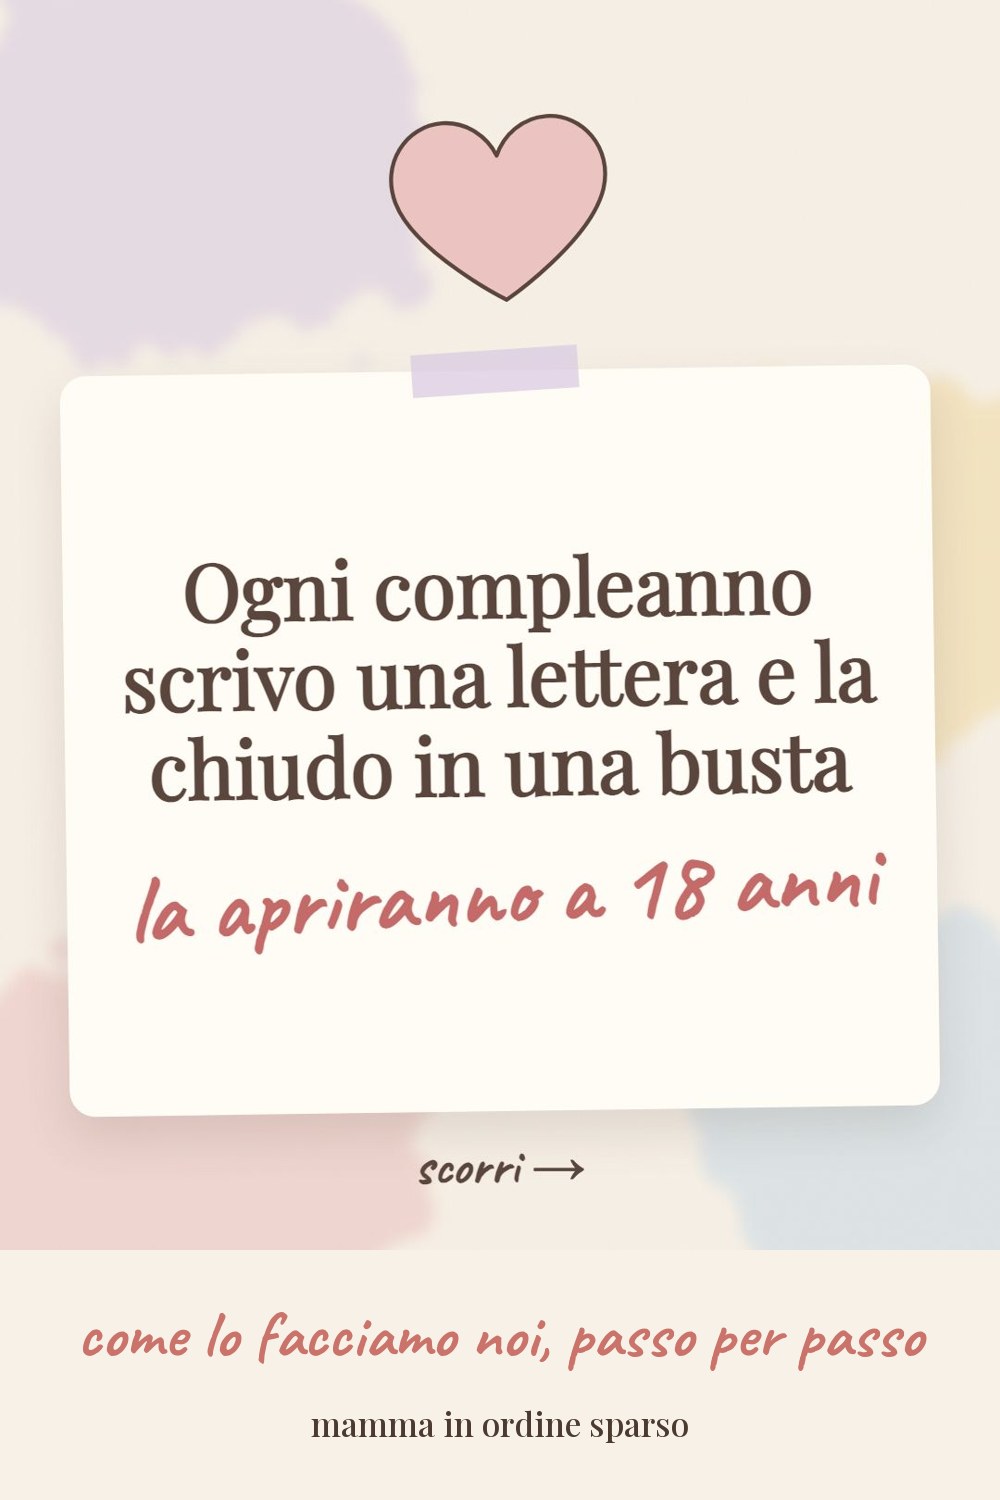 Ogni compleanno
scrivo una lettera e la
chiudo in una busta
la apriranno a 18 anni
scorri →
come lo facciamo noi, passo per passo
mamma in ordine sparso